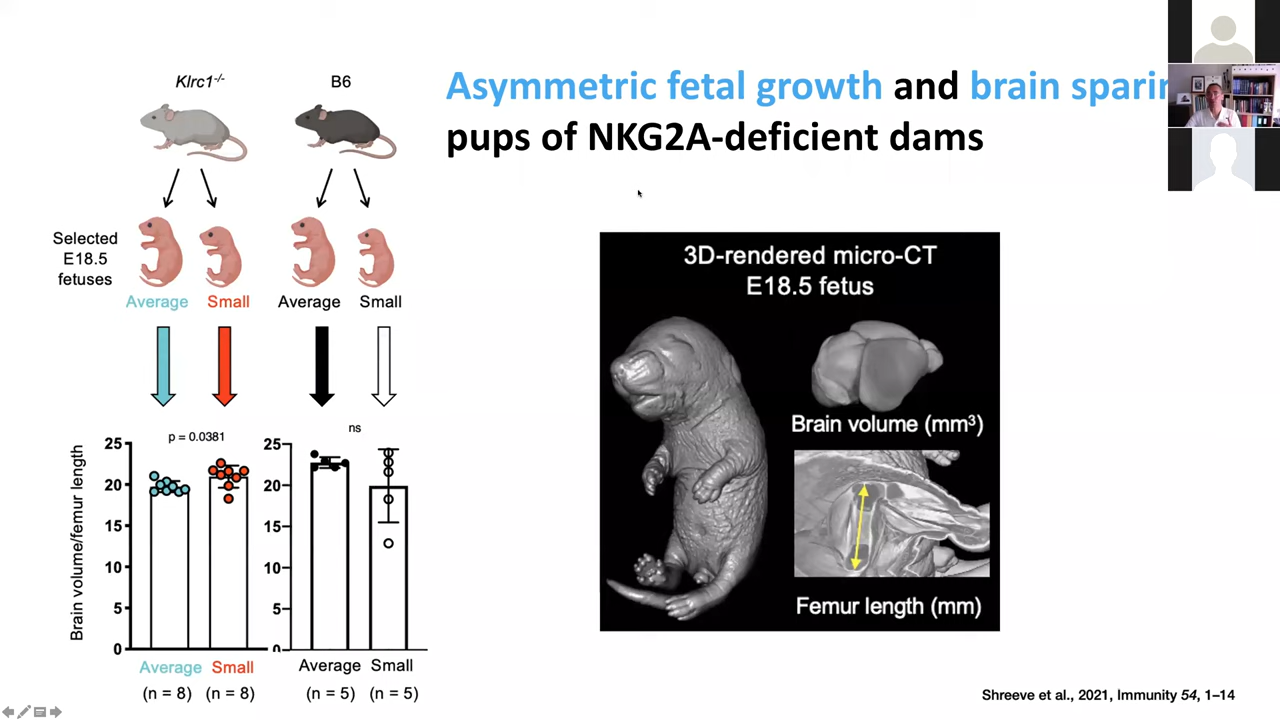 Asymmetric fetal growth and brain
pups of NKG2A-deficient dams
Klrc1-/-
B6
Selected
E18.5
fetuses
Average
Small
Average
Small
3D-rendered micro-CT
E18.5 fetus
Brain volume (mm³)
Femur length (mm)
Brain volume/femur length
p = 0.0381
25
20
15
10
5
0
ns
25
20
15
10
5
0
Average Small
(n = 8) (n = 8)
Average Small
(n = 5) (n = 5)
Shreeve et al., 2021, Immunity 54, 1–14